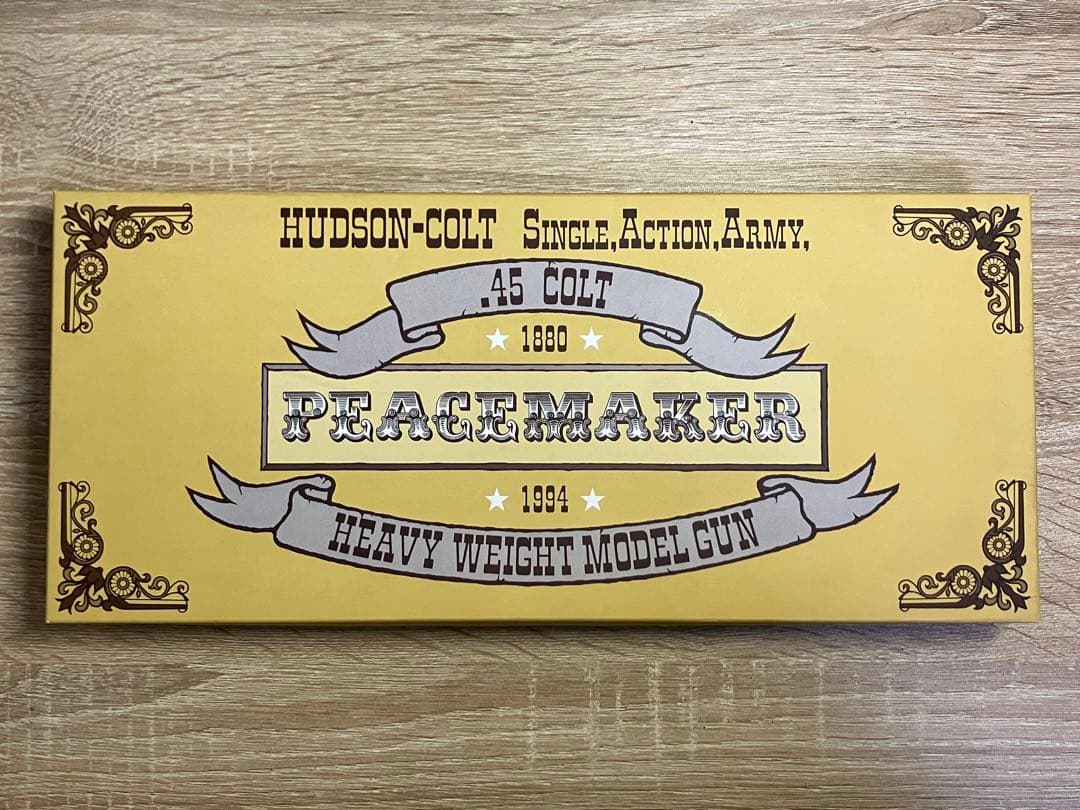 HUDSON-COLT SINGLE,ACTION,ARMY,
.45 COLT
1880
PEACEMAKER
1994
HEAVY WEIGHT MODEL GUN